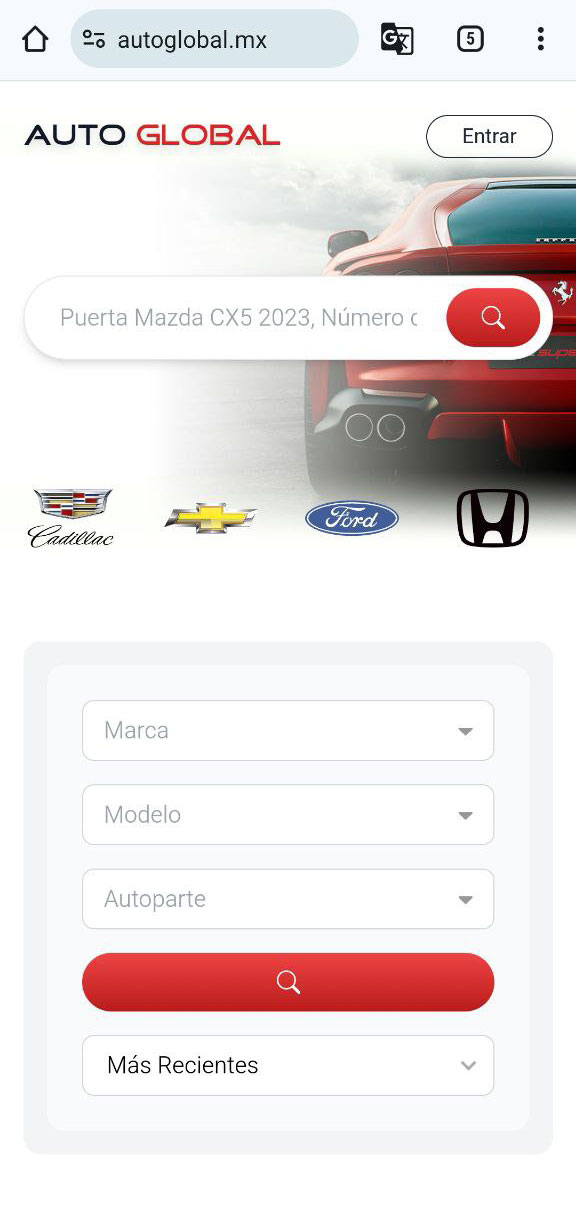 autoglobal.mx
5
AUTO GLOBAL
Entrar
Puerta Mazda CX5 2023, Número
Cadillac
Ford
Marca
Modelo
Autoparte
Más Recientes